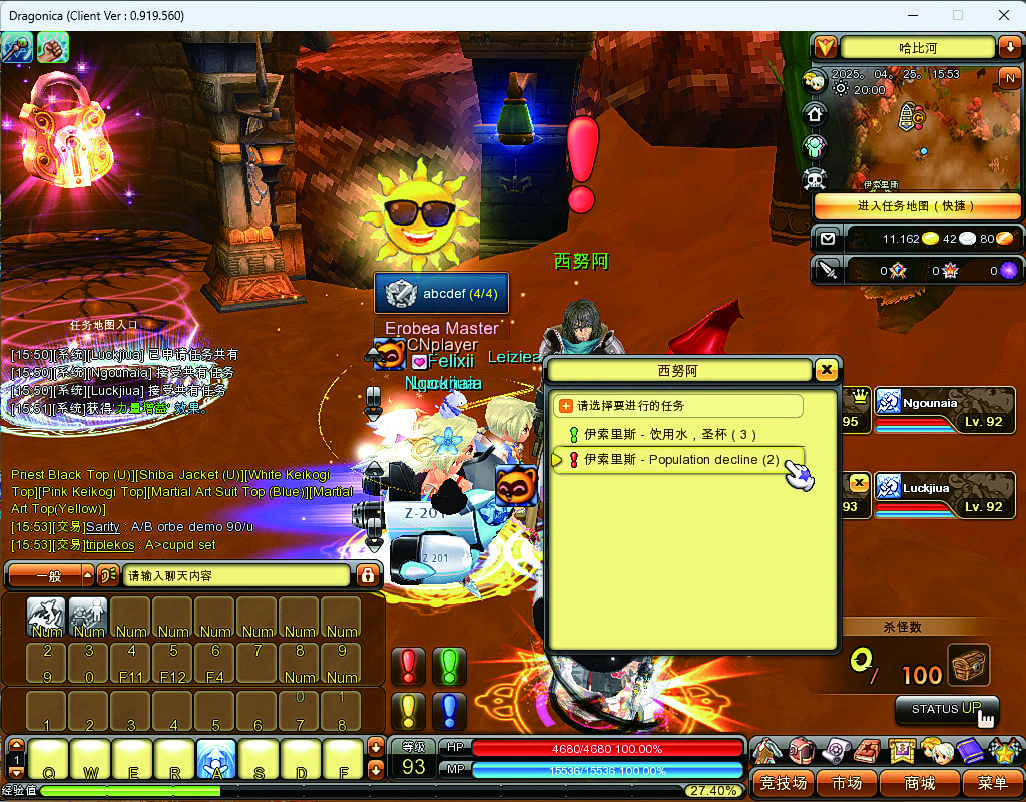 Dragonica (Client Ver : 0.919.560)
哈比河
2025。 04。 25。 15:53
20:00
N
伊索里斯
进入任务地图 ( 快捷 )
11.162 42 80
0 0 0
西努阿
abcdef (4/4)
Erobea Master
CNplayer
Felixii
Leiziea
任务地图入口
[15:50][系统][Luckjiua] 已申请任务共有
[15:50][系统][Ngounaia] 接受共有任务
[15:50][系统][Luckjiua] 接受共有任务
[15:51][系统]获得'力量增益' 效果。
西努阿
请选择要进行的任务
伊索里斯 - 饮用水 , 圣杯 ( 3 )
伊索里斯 - Population decline (2)
95
Ngounaia
Lv. 92
93
Luckjiua
Lv. 92
Priest Black Top (U)][Shiba Jacket (U)][White Keikogi
Top][Pink Keikogi Top][Martial Art Suit Top (Blue)][Martial
Art Top(Yellow)]
[15:53][交易]Sarity : A/B orbe demo 90/u
[15:53][交易]triplekos : A>cupid set
Z-201
Z 201
一般
请输入聊天内容
Num Num Num Num Num Num Num Num
2 3 4 5 6 7 8 9
9 0 F11 F12 F4 Num Num
0 1
1 2 3 4 5 6 7 8
杀怪数
0 / 100
STATUS UP
1
Q W E R A S D F
等级
93
HP
4680/4680 100.00%
MP
15536/15536 100.00%
竞技场
市场
商城
菜单
经验值
27.40%